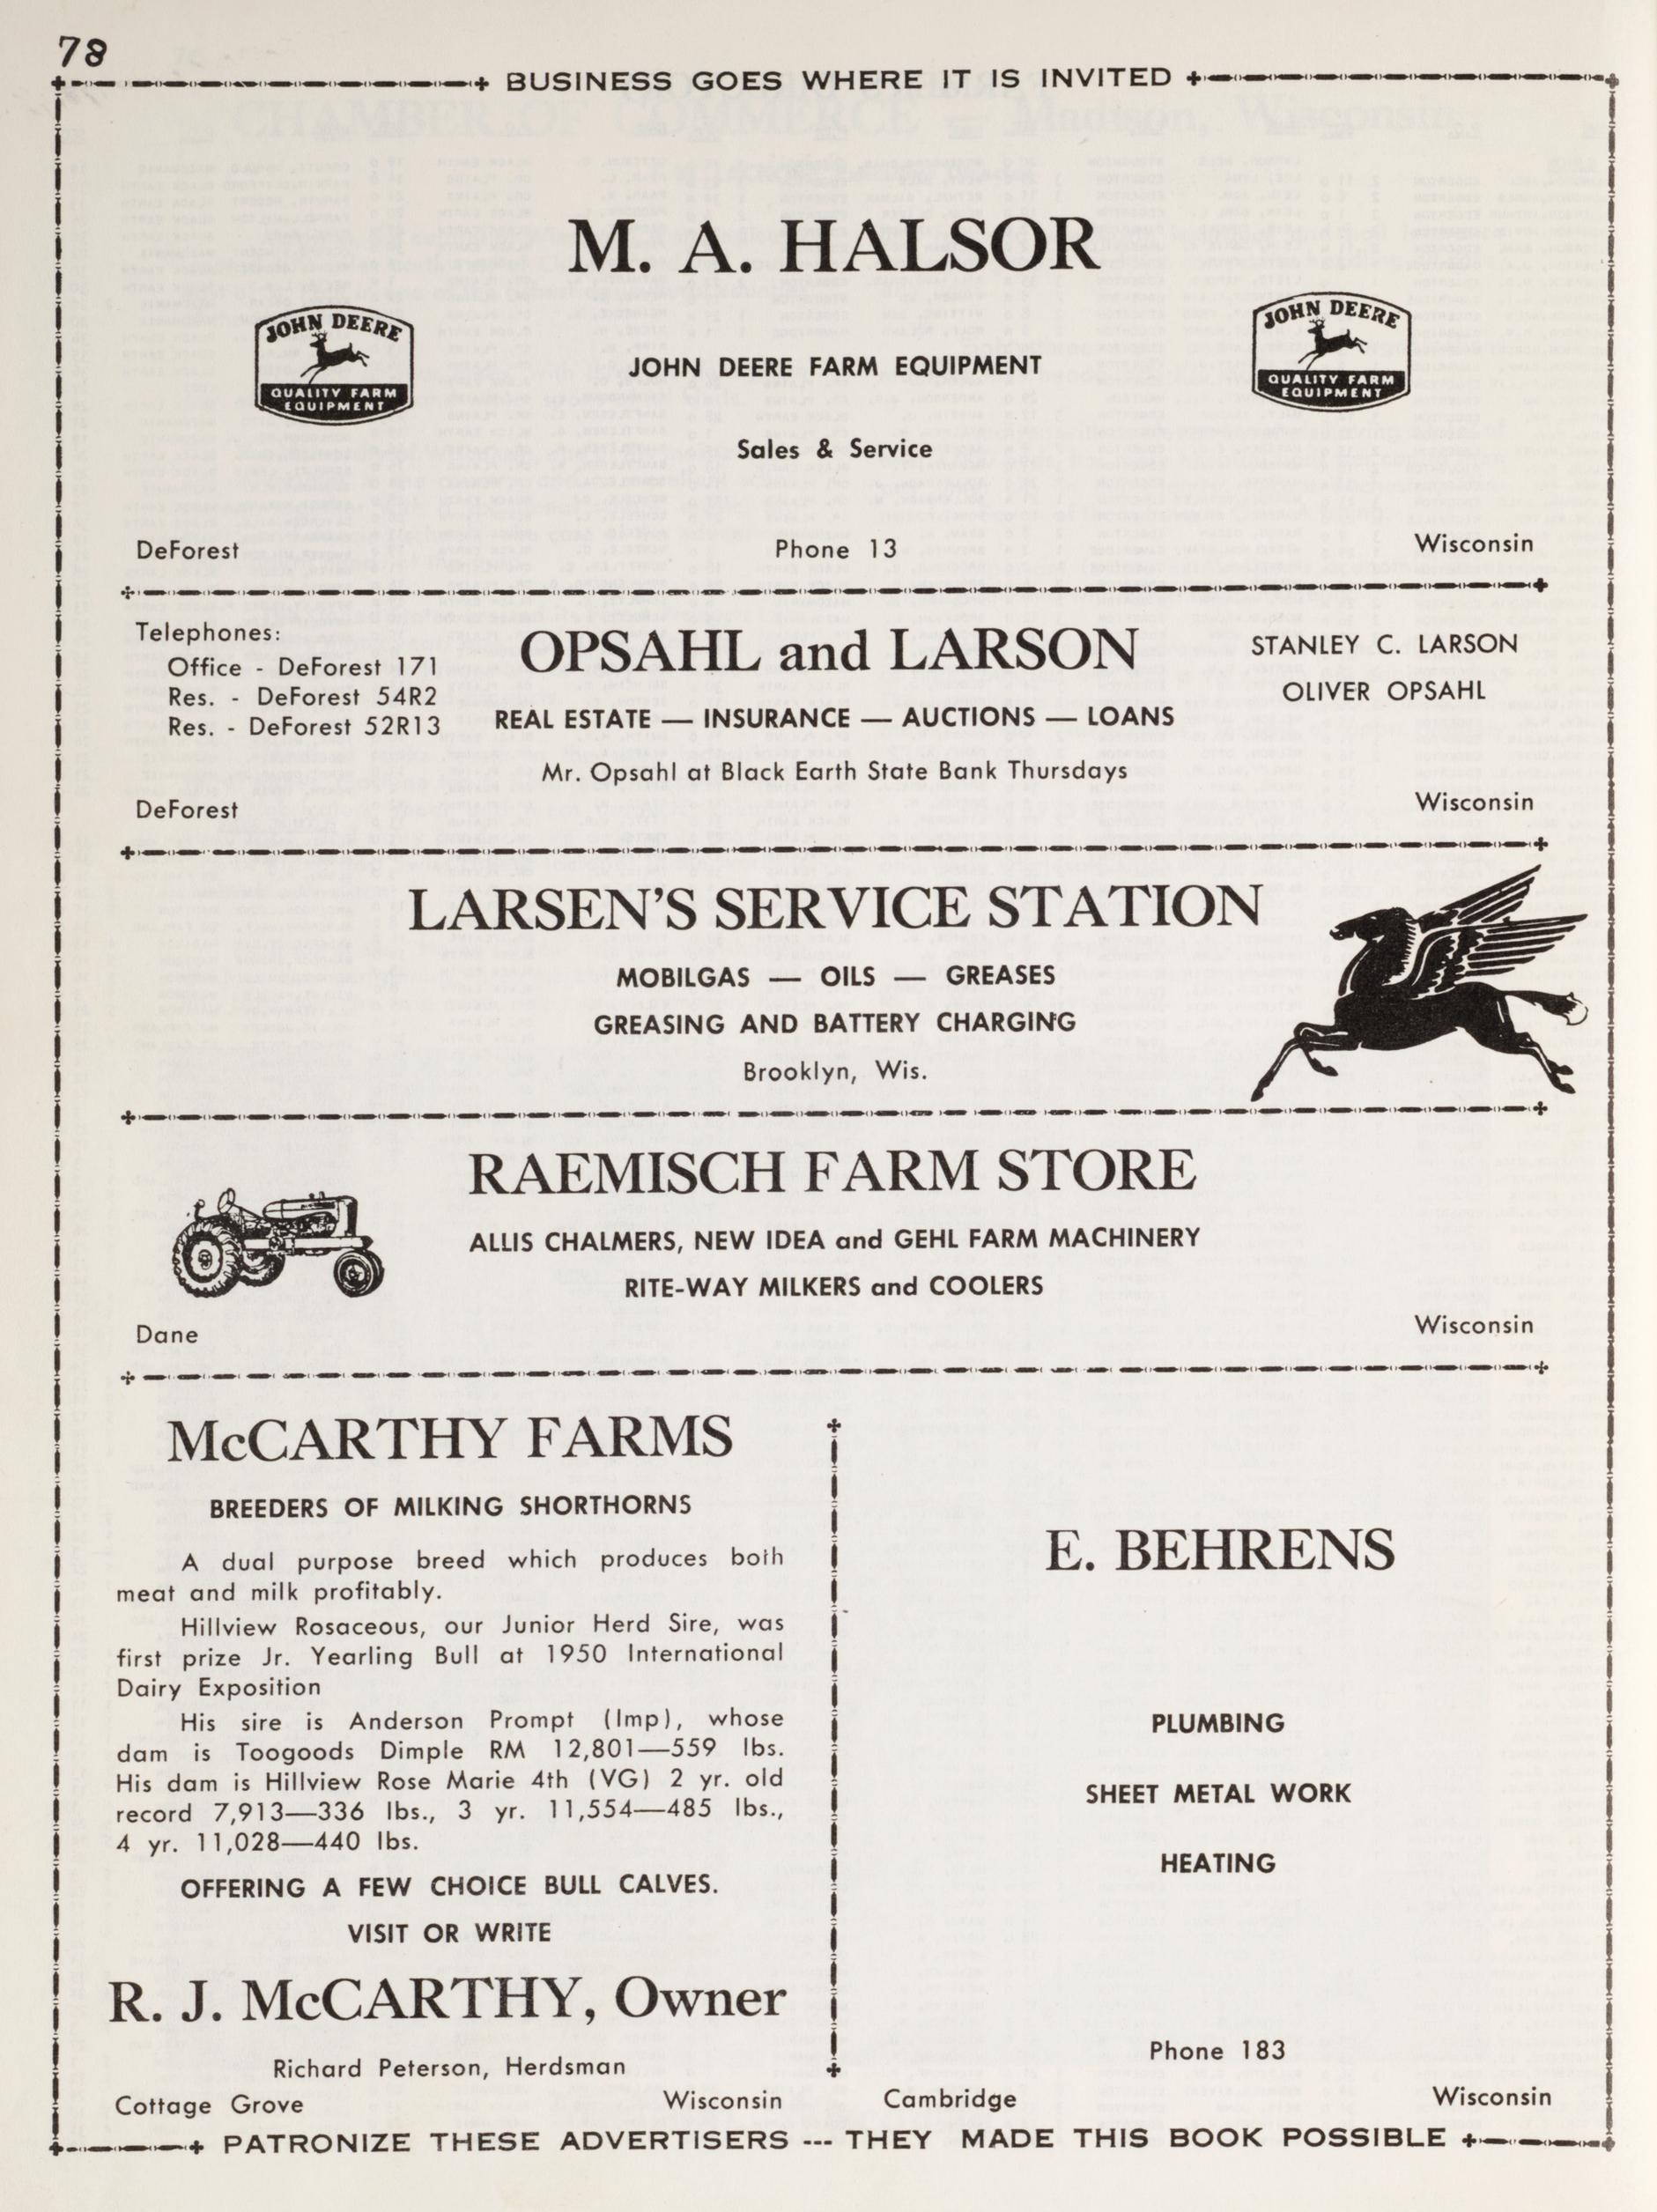 78
BUSINESS GOES WHERE IT IS INVITED
M. A. HALSOR
JOHN DEERE
QUALITY FARM
EQUIPMENT
JOHN DEERE FARM EQUIPMENT
JOHN DEERE
QUALITY FARM
EQUIPMENT
Sales & Service
DeForest Phone 13 Wisconsin
Telephones:
Office - DeForest 171
Res. - DeForest 54R2
Res. - DeForest 52R13
OPSAHL and LARSON
REAL ESTATE — INSURANCE — AUCTIONS — LOANS
Mr. Opsahl at Black Earth State Bank Thursdays
STANLEY C. LARSON
OLIVER OPSAHL
DeForest Wisconsin
LARSEN'S SERVICE STATION
MOBILGAS — OILS — GREASES
GREASING AND BATTERY CHARGING
Brooklyn, Wis.
RAEMISCH FARM STORE
ALLIS CHALMERS, NEW IDEA and GEHL FARM MACHINERY
RITE-WAY MILKERS and COOLERS
Dane Wisconsin
McCARTHY FARMS
BREEDERS OF MILKING SHORTHORNS
A dual purpose breed which produces both
meat and milk profitably.
Hillview Rosaceous, our Junior Herd Sire, was
first prize Jr. Yearling Bull at 1950 International
Dairy Exposition
His sire is Anderson Prompt (Imp), whose
dam is Toogoods Dimple RM 12,801—559 lbs.
His dam is Hillview Rose Marie 4th (VG) 2 yr. old
record 7,913—336 lbs., 3 yr. 11,554—485 lbs.,
4 yr. 11,028—440 lbs.
OFFERING A FEW CHOICE BULL CALVES.
VISIT OR WRITE
R. J. McCARTHY, Owner
Richard Peterson, Herdsman
Cottage Grove Wisconsin
E. BEHRENS
PLUMBING
SHEET METAL WORK
HEATING
Phone 183
Cambridge Wisconsin
PATRONIZE THESE ADVERTISERS --- THEY MADE THIS BOOK POSSIBLE